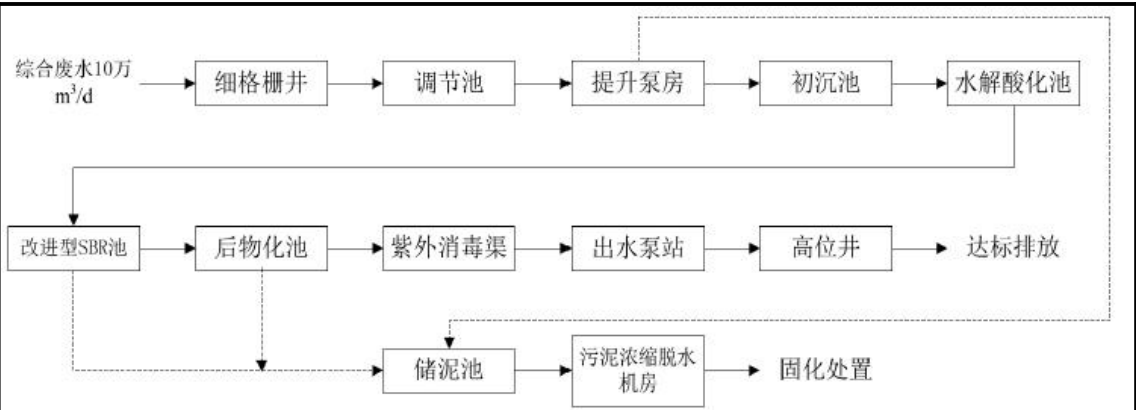 综合废水10万
m³/d
细格栅井
调节池
提升泵房
初沉池
水解酸化池
改进型SBR池
后物化池
紫外消毒渠
出水泵站
高位井
达标排放
储泥池
污泥浓缩脱水
机房
固化处置